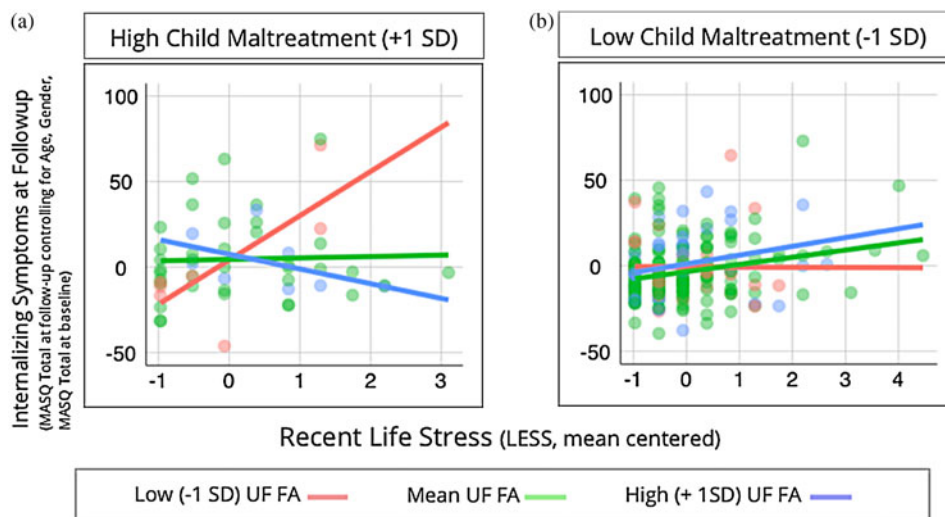 (a)
High Child Maltreatment (+1 SD)
(b)
Low Child Maltreatment (-1 SD)
Internalizing Symptoms at Followup
(MASQ Total at follow-up controlling for Age, Gender,
MASQ Total at baseline)
100
50
0
-50
-1 0 1 2 3
100
50
0
-50
-1 0 1 2 3 4
Recent Life Stress (LESS, mean centered)
Low (-1 SD) UF FA
Mean UF FA
High (+ 1SD) UF FA